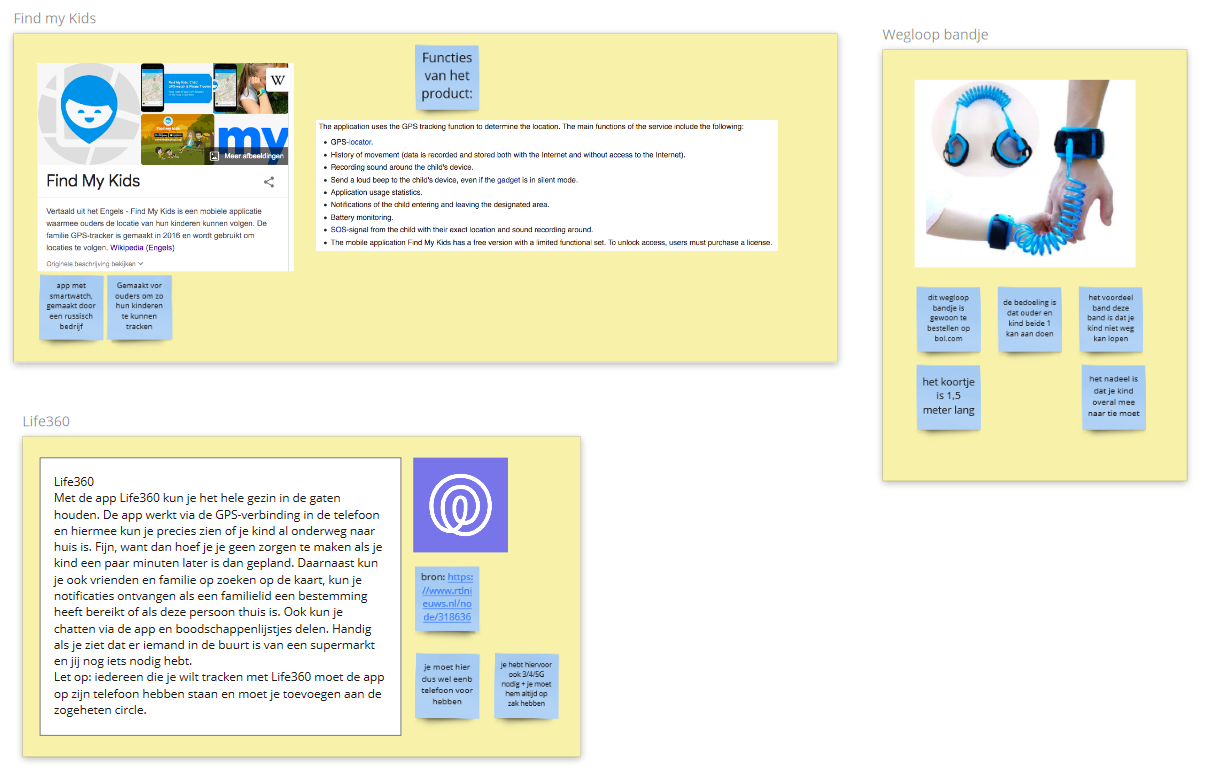 Find my Kids
Functies
van het
product:
W
my
Meer afbeeldingen
Find My Kids
Vertaald uit het Engels - Find My Kids is een mobiele applicatie
waarmee ouders de locatie van hun kinderen kunnen volgen. De
familie GPS-tracker is gemaakt in 2016 en wordt gebruikt om
locaties te volgen. Wikipedia (Engels)
Originele beschrijving bekijken
The application uses the GPS tracking function to determine the location. The main functions of the service include the following:
• GPS-locator.
• History of movement (data is recorded and stored both with the Internet and without access to the Internet).
• Recording sound around the child's device.
• Send a loud beep to the child's device, even if the gadget is in silent mode.
• Application usage statistics.
• Notifications of the child entering and leaving the designated area.
• Battery monitoring.
• SOS-signal from the child with their exact location and sound recording around.
• The mobile application Find My Kids has a free version with a limited functional set. To unlock access, users must purchase a license.
app met
smartwatch,
gemaakt door
een russisch
bedrijf
Gemaakt vor
ouders om zo
hun kinderen
te kunnen
tracken
Wegloop bandje
dit wegloop
bandje is
gewoon te
bestellen op
bol.com
de bedoeling is
dat ouder en
kind beide 1
kan aan doen
het voordeel
band deze
band is dat je
kind niet weg
kan lopen
het koortje
is 1,5
meter lang
het nadeel is
dat je kind
overal mee
naar tie moet
Life360
Life360
Met de app Life360 kun je het hele gezin in de gaten
houden. De app werkt via de GPS-verbinding in de telefoon
en hiermee kun je precies zien of je kind al onderweg naar
huis is. Fijn, want dan hoef je je geen zorgen te maken als je
kind een paar minuten later is dan gepland. Daarnaast kun
je ook vrienden en familie op zoeken op de kaart, kun je
notificaties ontvangen als een familielid een bestemming
heeft bereikt of als deze persoon thuis is. Ook kun je
chatten via de app en boodschappenlijstjes delen. Handig
als je ziet dat er iemand in de buurt is van een supermarkt
en jij nog iets nodig hebt.
Let op: iedereen die je wilt tracken met Life360 moet de app
op zijn telefoon hebben staan en moet je toevoegen aan de
zogeheten circle.
bron: https:
//www.rtlni
euws.nl/no
de/318636
je moet hier
dus wel eenb
telefoon voor
hebben
je hebt hiervoor
ook 3/4/5G
nodig + je moet
hem altijd op
zak hebben